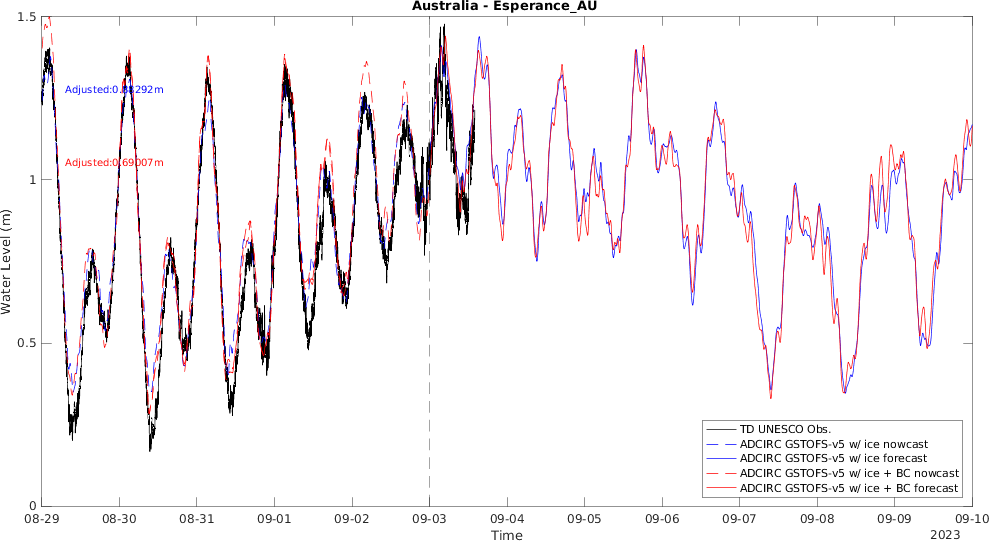 Australia - Esperance_AU
1.5
1
0.5
0
Water Level (m)
Adjusted:0.88292m
Adjusted:0.69007m
TD UNESCO Obs.
ADCIRC GSTOFS-v5 w/ ice nowcast
ADCIRC GSTOFS-v5 w/ ice forecast
ADCIRC GSTOFS-v5 w/ ice + BC nowcast
ADCIRC GSTOFS-v5 w/ ice + BC forecast
08-29 08-30 08-31 09-01 09-02 09-03 09-04 09-05 09-06 09-07 09-08 09-09 09-10
Time
2023